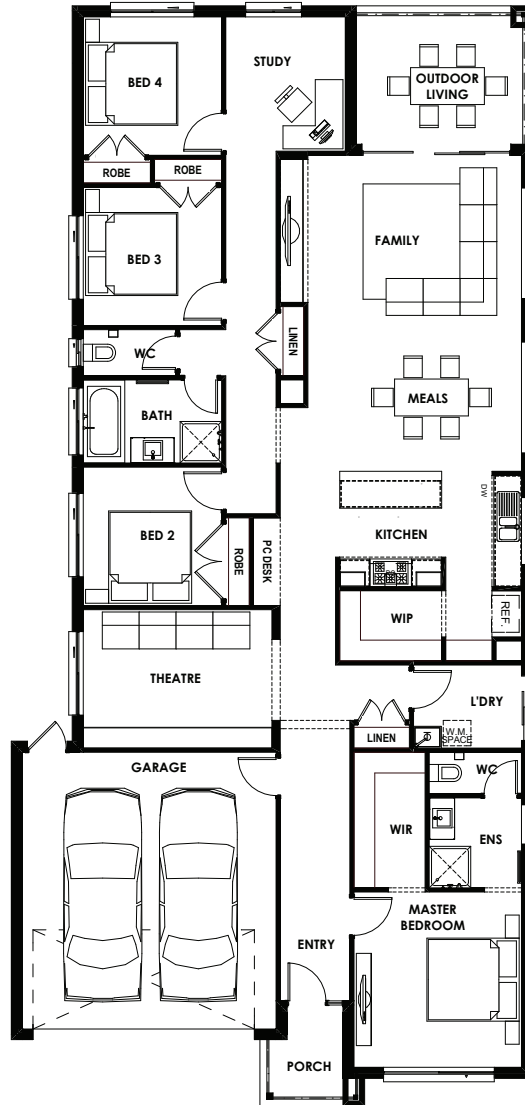 BED 4
STUDY
OUTDOOR
LIVING
ROBE
ROBE
FAMILY
BED 3
LINEN
WC
BATH
MEALS
DW
KITCHEN
BED 2
ROBE
PC DESK
WIP
REF.
THEATRE
L'DRY
LINEN
W.M.
SPACE
GARAGE
WC
WIR
ENS
MASTER
BEDROOM
ENTRY
PORCH